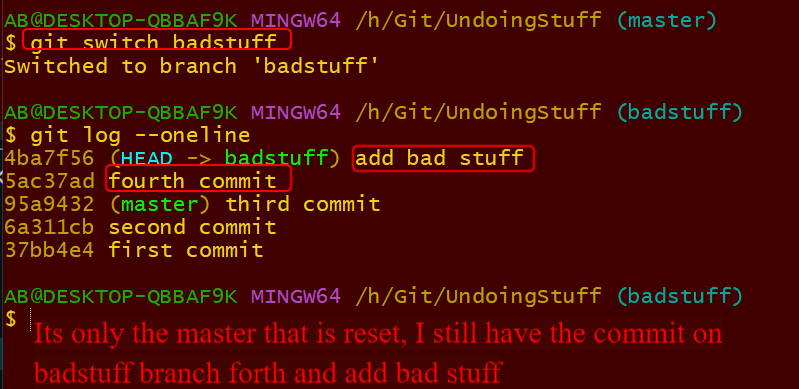 AB@DESKTOP-QBBAF9K MINGW64 /h/Git/UndoingStuff (master)
$ git switch badstuff
Switched to branch 'badstuff'
AB@DESKTOP-QBBAF9K MINGW64 /h/Git/UndoingStuff (badstuff)
$ git log --oneline
4ba7f56 (HEAD -> badstuff) add bad stuff
5ac37ad fourth commit
95a9432 (master) third commit
6a311cb second commit
37bb4e4 first commit
AB@DESKTOP-QBBAF9K MINGW64 /h/Git/UndoingStuff (badstuff)
$
Its only the master that is reset, I still have the commit on
badstuff branch forth and add bad stuff